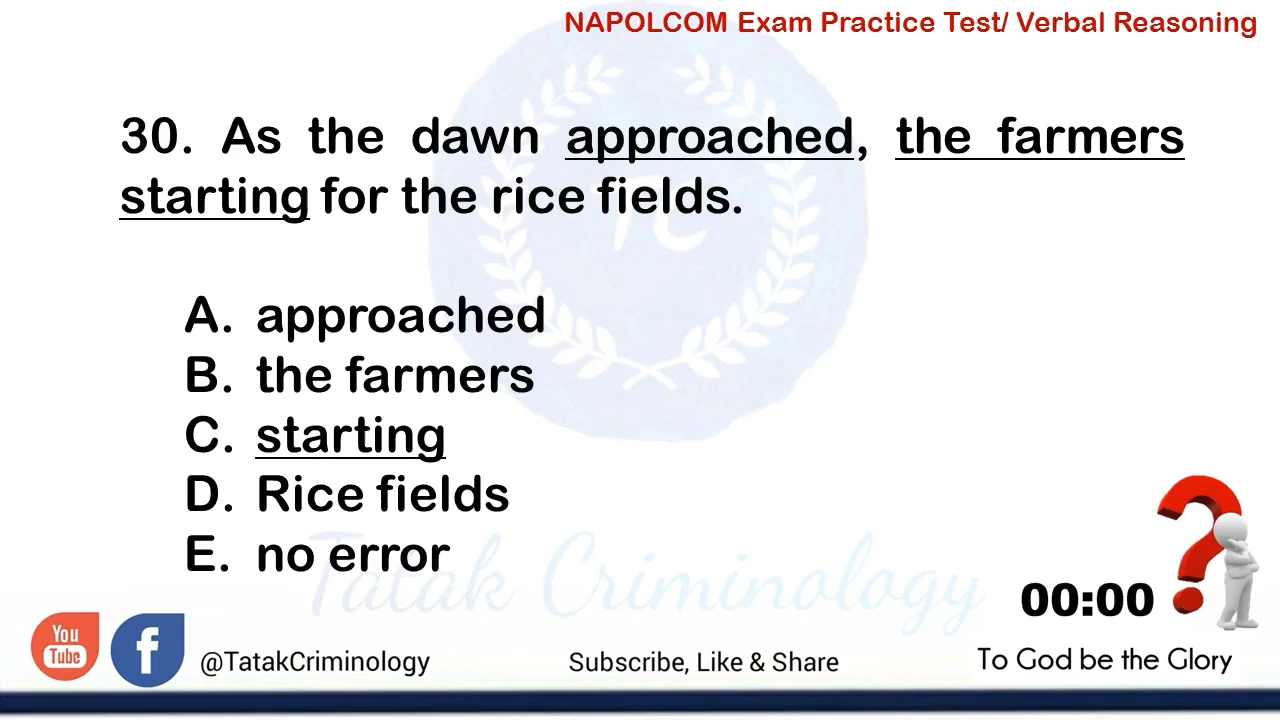 NAPOLCOM Exam Practice Test/ Verbal Reasoning
30. As the dawn approached, the farmers
starting for the rice fields.
A. approached
B. the farmers
C. starting
D. Rice fields
E. no error
Tatak Criminology
00:00
You
Tube
f
@TatakCriminology
Subscribe, Like & Share
To God be the Glory